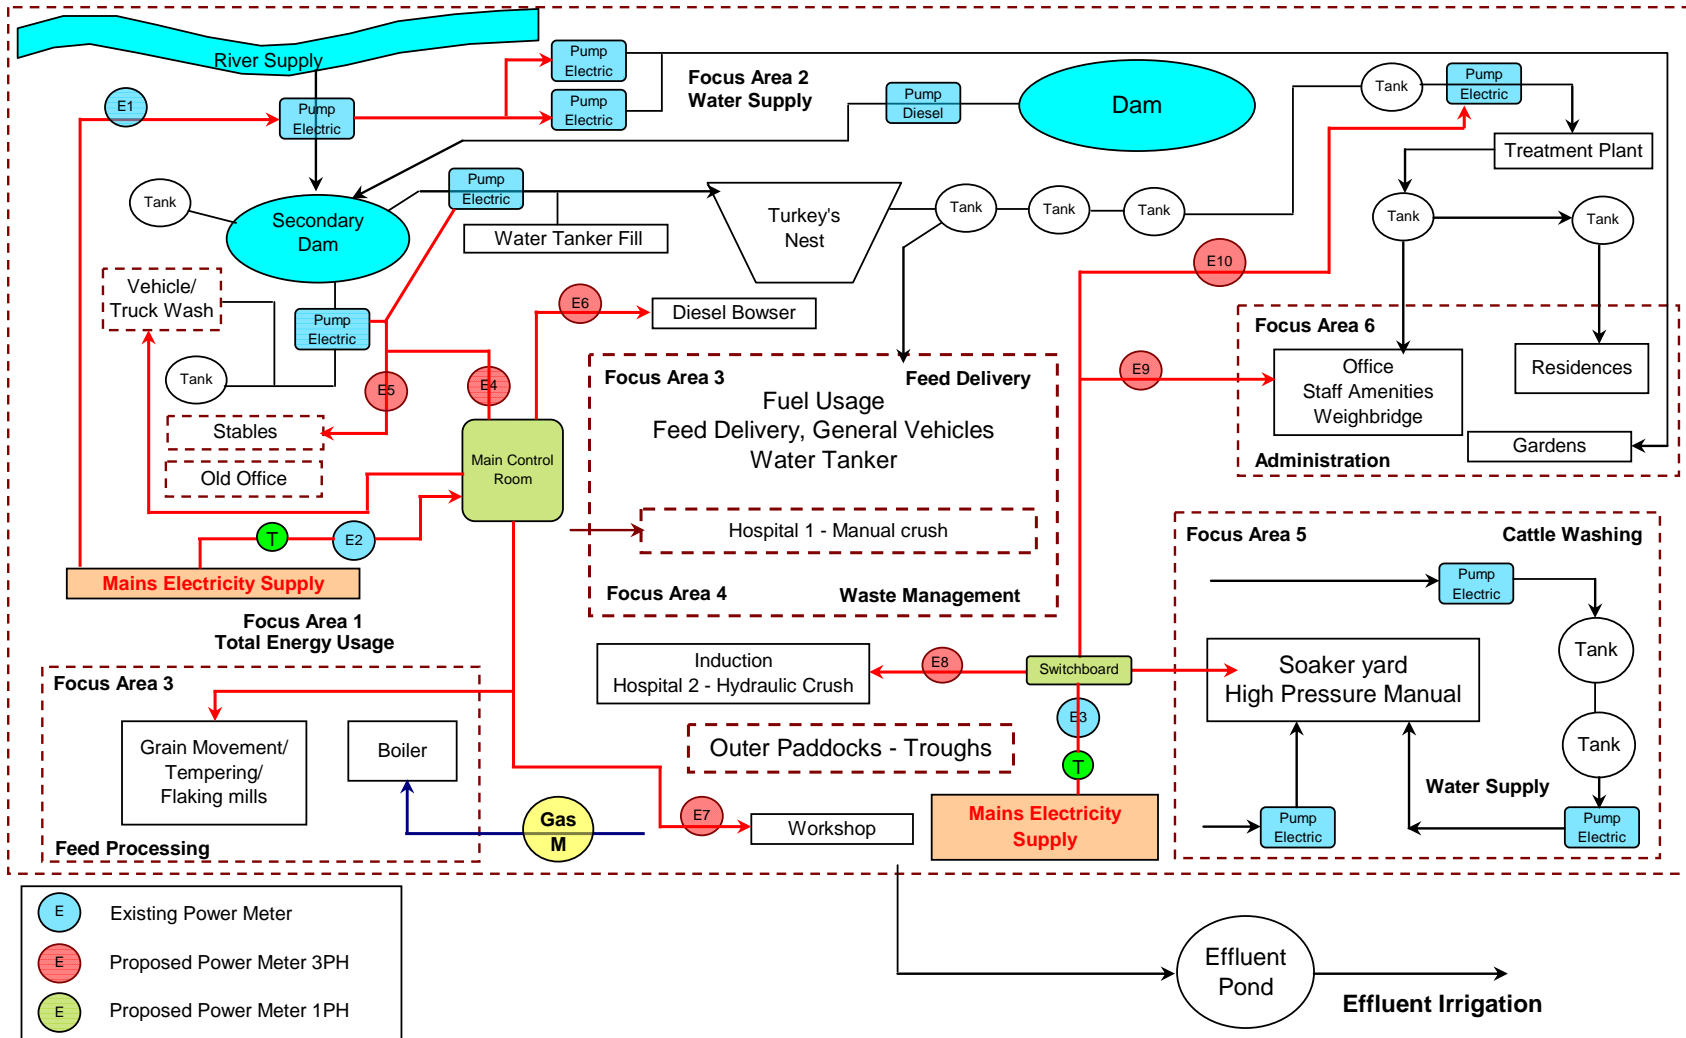 River Supply
Pump
Electric
Focus Area 2
Water Supply
Pump
Electric
Pump
Diesel
Dam
Tank
Pump
Electric
E1
Pump
Electric
Treatment Plant
Tank
Secondary
Dam
Pump
Electric
Water Tanker Fill
Turkey's
Nest
Tank
Tank
Tank
Tank
Tank
E10
Vehicle/
Truck Wash
Pump
Electric
E6
Diesel Bowser
Tank
E5
E4
Stables
Old Office
Main Control
Room
Focus Area 3
Feed Delivery
Fuel Usage
Feed Delivery, General Vehicles
Water Tanker
Hospital 1 - Manual crush
Focus Area 4
Waste Management
E9
Focus Area 6
Office
Staff Amenities
Weighbridge
Residences
Gardens
Administration
T
E2
Mains Electricity Supply
Focus Area 1
Total Energy Usage
Focus Area 5
Cattle Washing
Pump
Electric
Tank
Soaker yard
High Pressure Manual
Tank
Water Supply
Pump
Electric
Pump
Electric
Induction
Hospital 2 - Hydraulic Crush
E8
Switchboard
E3
T
Outer Paddocks - Troughs
Mains Electricity
Supply
Focus Area 3
Grain Movement/
Tempering/
Flaking mills
Boiler
Feed Processing
Gas
M
E7
Workshop
E
Existing Power Meter
E
Proposed Power Meter 3PH
E
Proposed Power Meter 1PH
Effluent
Pond
Effluent Irrigation